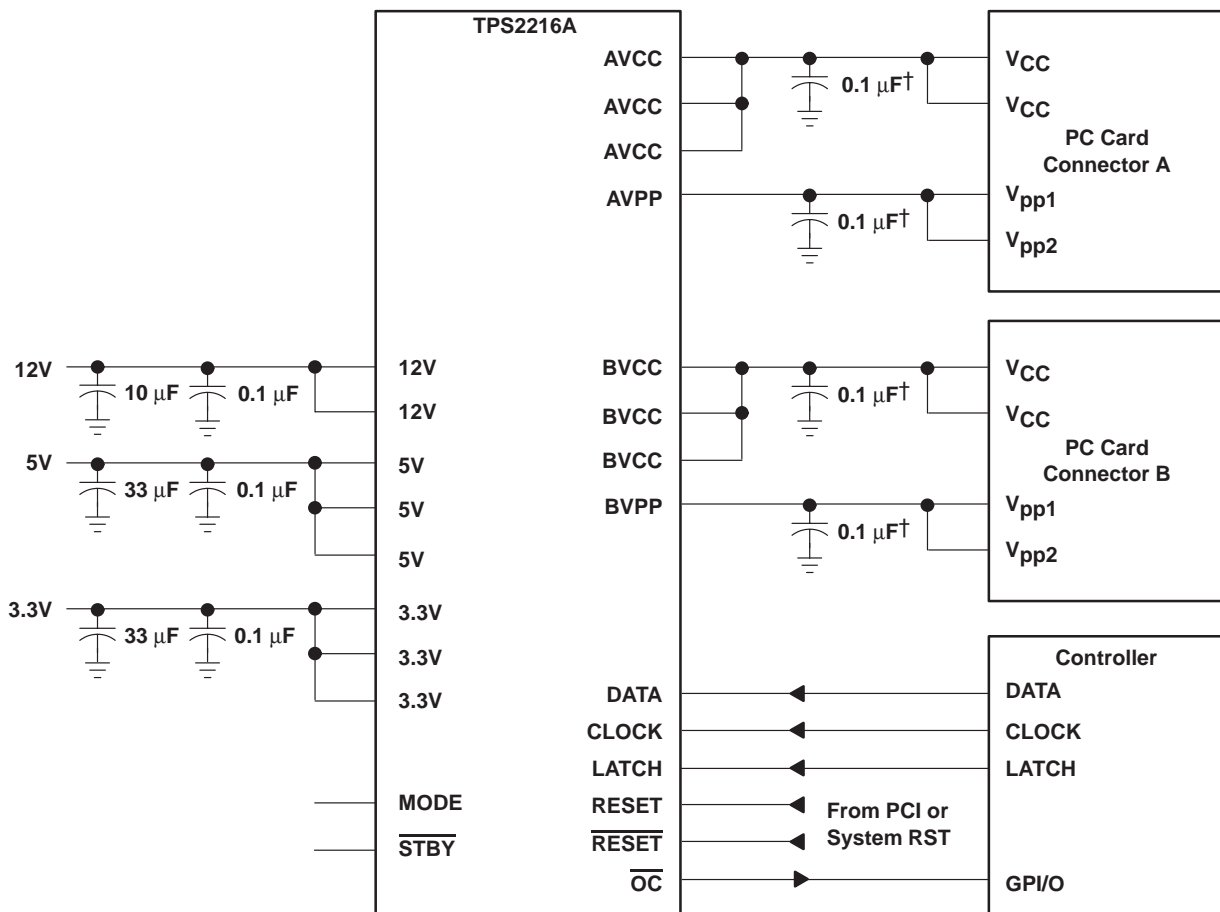 TPS2216A
AVCC
AVCC
AVCC
AVPP
0.1 μF†
0.1 μF†
VCC
VCC
PC Card
Connector A
Vpp1
Vpp2
12V
10 μF
0.1 μF
12V
12V
5V
33 μF
0.1 μF
5V
5V
5V
3.3V
33 μF
0.1 μF
3.3V
3.3V
3.3V
BVCC
BVCC
BVCC
BVPP
0.1 μF†
0.1 μF†
VCC
VCC
PC Card
Connector B
Vpp1
Vpp2
MODE
STBY
DATA
CLOCK
LATCH
RESET
RESET
OC
From PCI or
System RST
Controller
DATA
CLOCK
LATCH
GPI/O